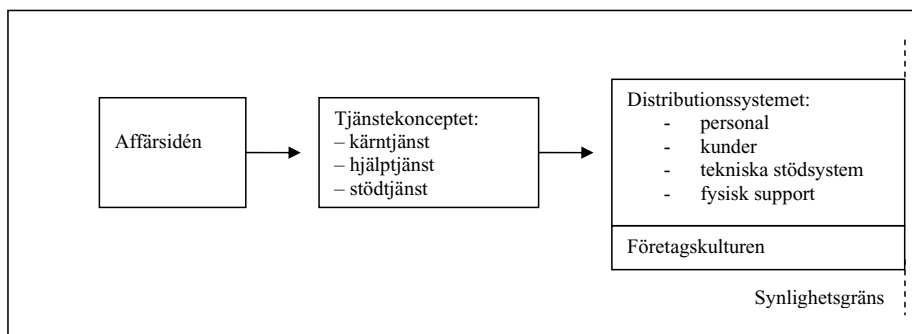 Affärsidén
Tjänstekonceptet:
– kärntjänst
– hjälptjänst
– stödtjänst
Distributionssystemet:
- personal
- kunder
- tekniska stödsystem
- fysisk support
Företagskulturen
Synlighetsgräns